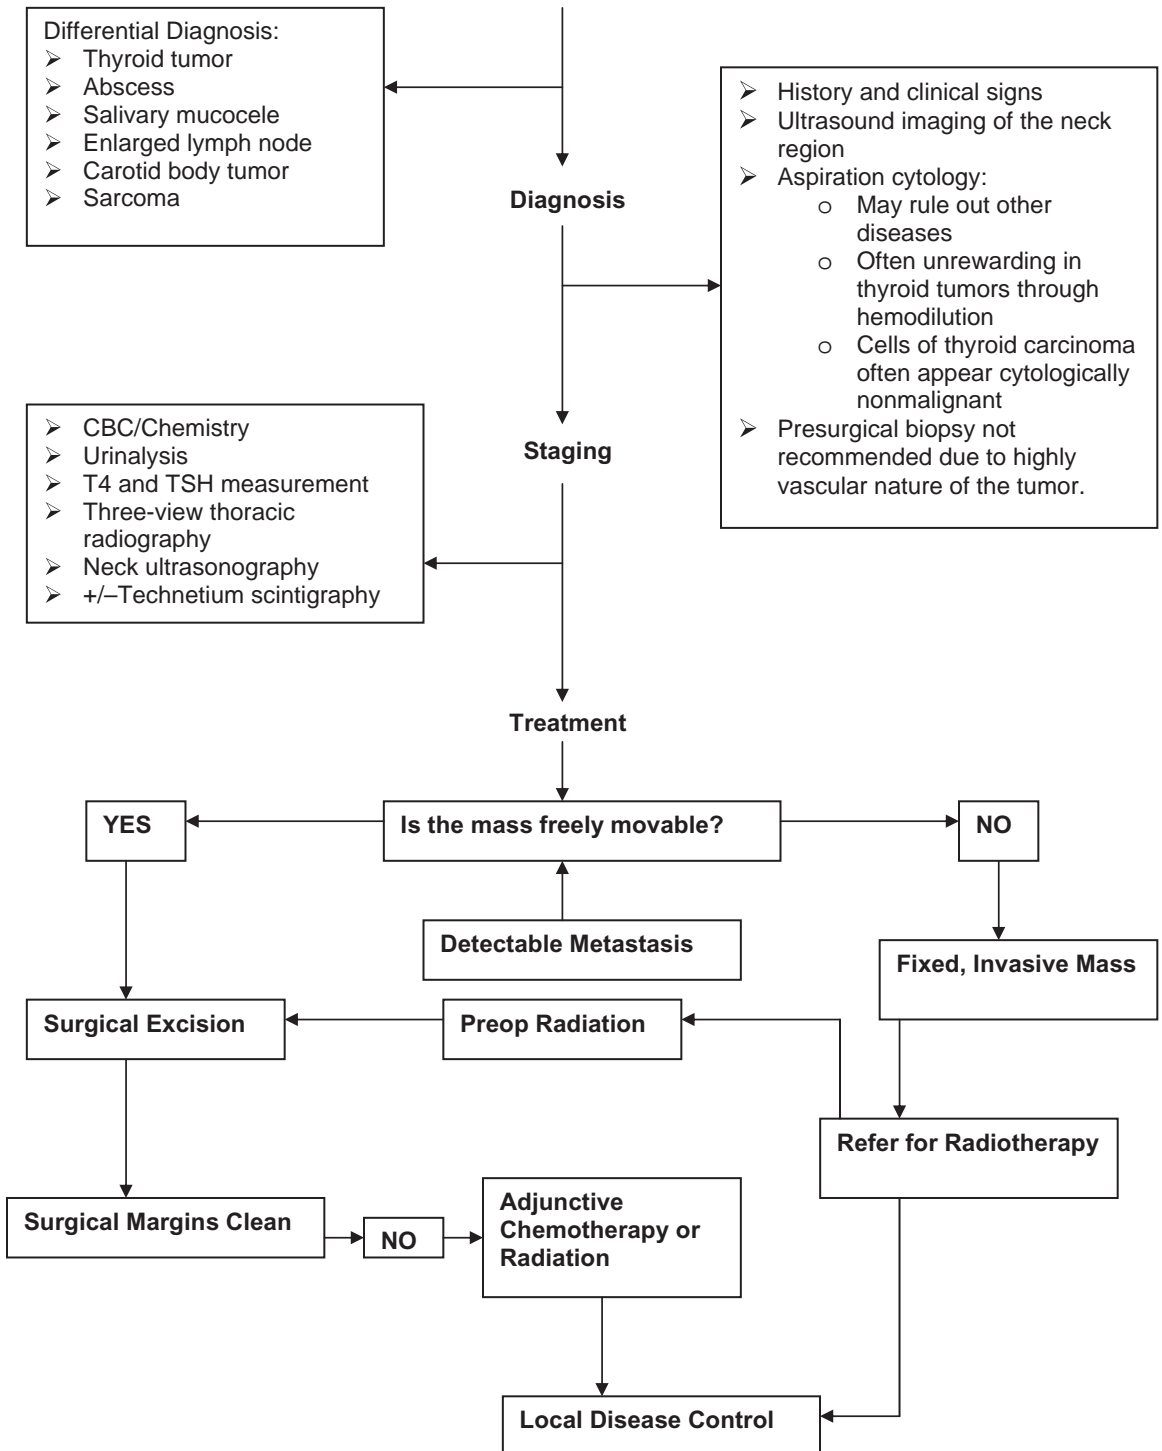 Differential Diagnosis:
➢ Thyroid tumor
➢ Abscess
➢ Salivary mucocele
➢ Enlarged lymph node
➢ Carotid body tumor
➢ Sarcoma
Diagnosis
➢ History and clinical signs
➢ Ultrasound imaging of the neck
region
➢ Aspiration cytology:
o May rule out other
diseases
o Often unrewarding in
thyroid tumors through
hemodilution
o Cells of thyroid carcinoma
often appear cytologically
nonmalignant
➢ Presurgical biopsy not
recommended due to highly
vascular nature of the tumor.
Staging
➢ CBC/Chemistry
➢ Urinalysis
➢ T4 and TSH measurement
➢ Three-view thoracic
radiography
➢ Neck ultrasonography
➢ +/–Technetium scintigraphy
Treatment
YES
Is the mass freely movable?
NO
Detectable Metastasis
Fixed, Invasive Mass
Surgical Excision
Preop Radiation
Refer for Radiotherapy
Surgical Margins Clean
NO
Adjunctive
Chemotherapy or
Radiation
Local Disease Control